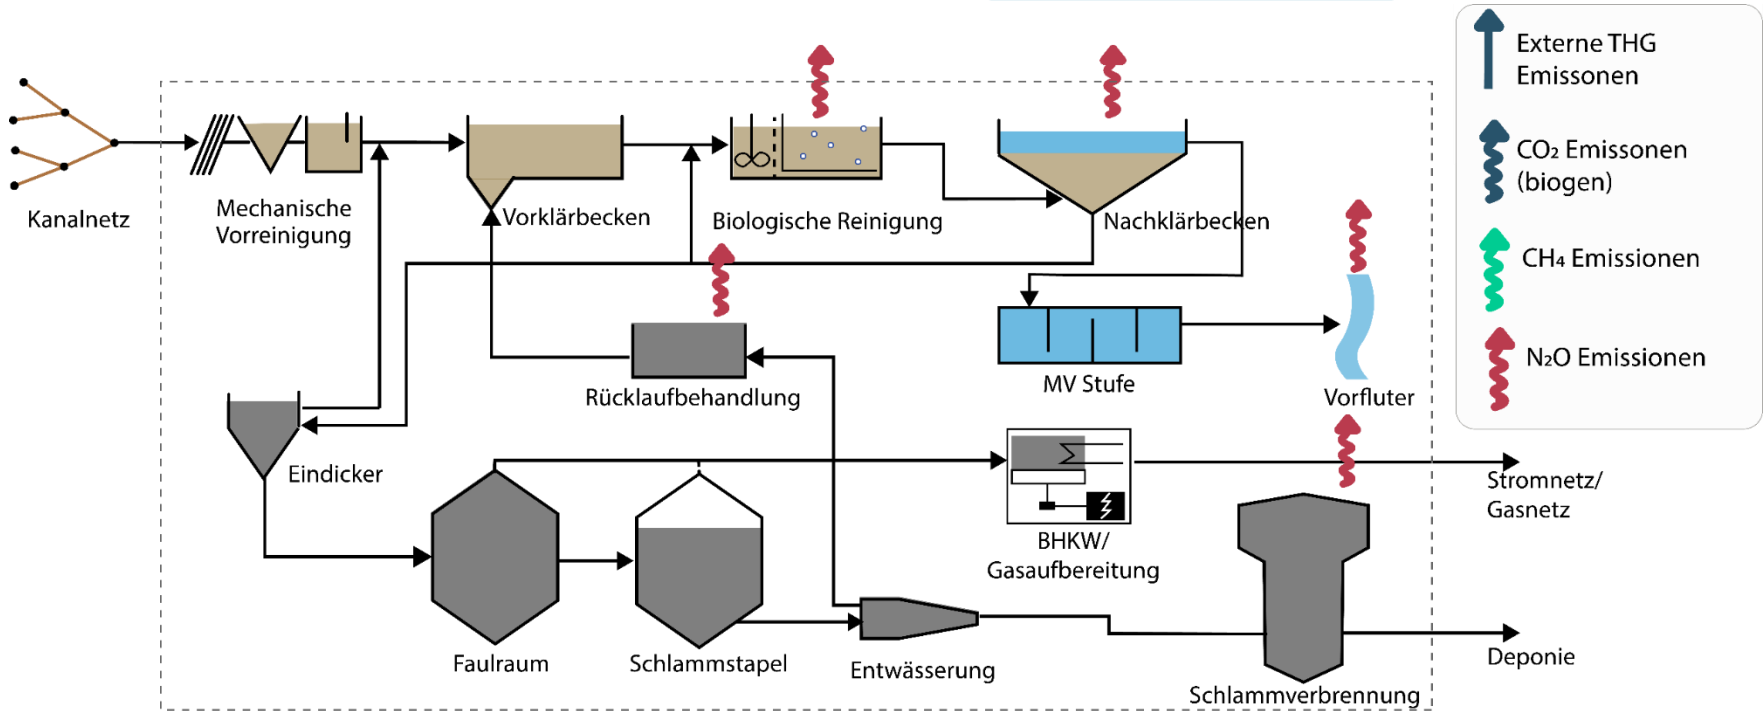 Externe THG
Emissonen
CO₂ Emissonen
(biogen)
CH₄ Emissionen
N₂O Emissionen
Kanalnetz
Mechanische
Vorreinigung
Vorklärbecken
Biologische Reinigung
Nachklärbecken
Rücklaufbehandlung
MV Stufe
Vorfluter
Eindicker
Stromnetz/
Gasnetz
BHKW/
Gasaufbereitung
Faulraum
Schlammstapel
Entwässerung
Deponie
Schlammverbrennung